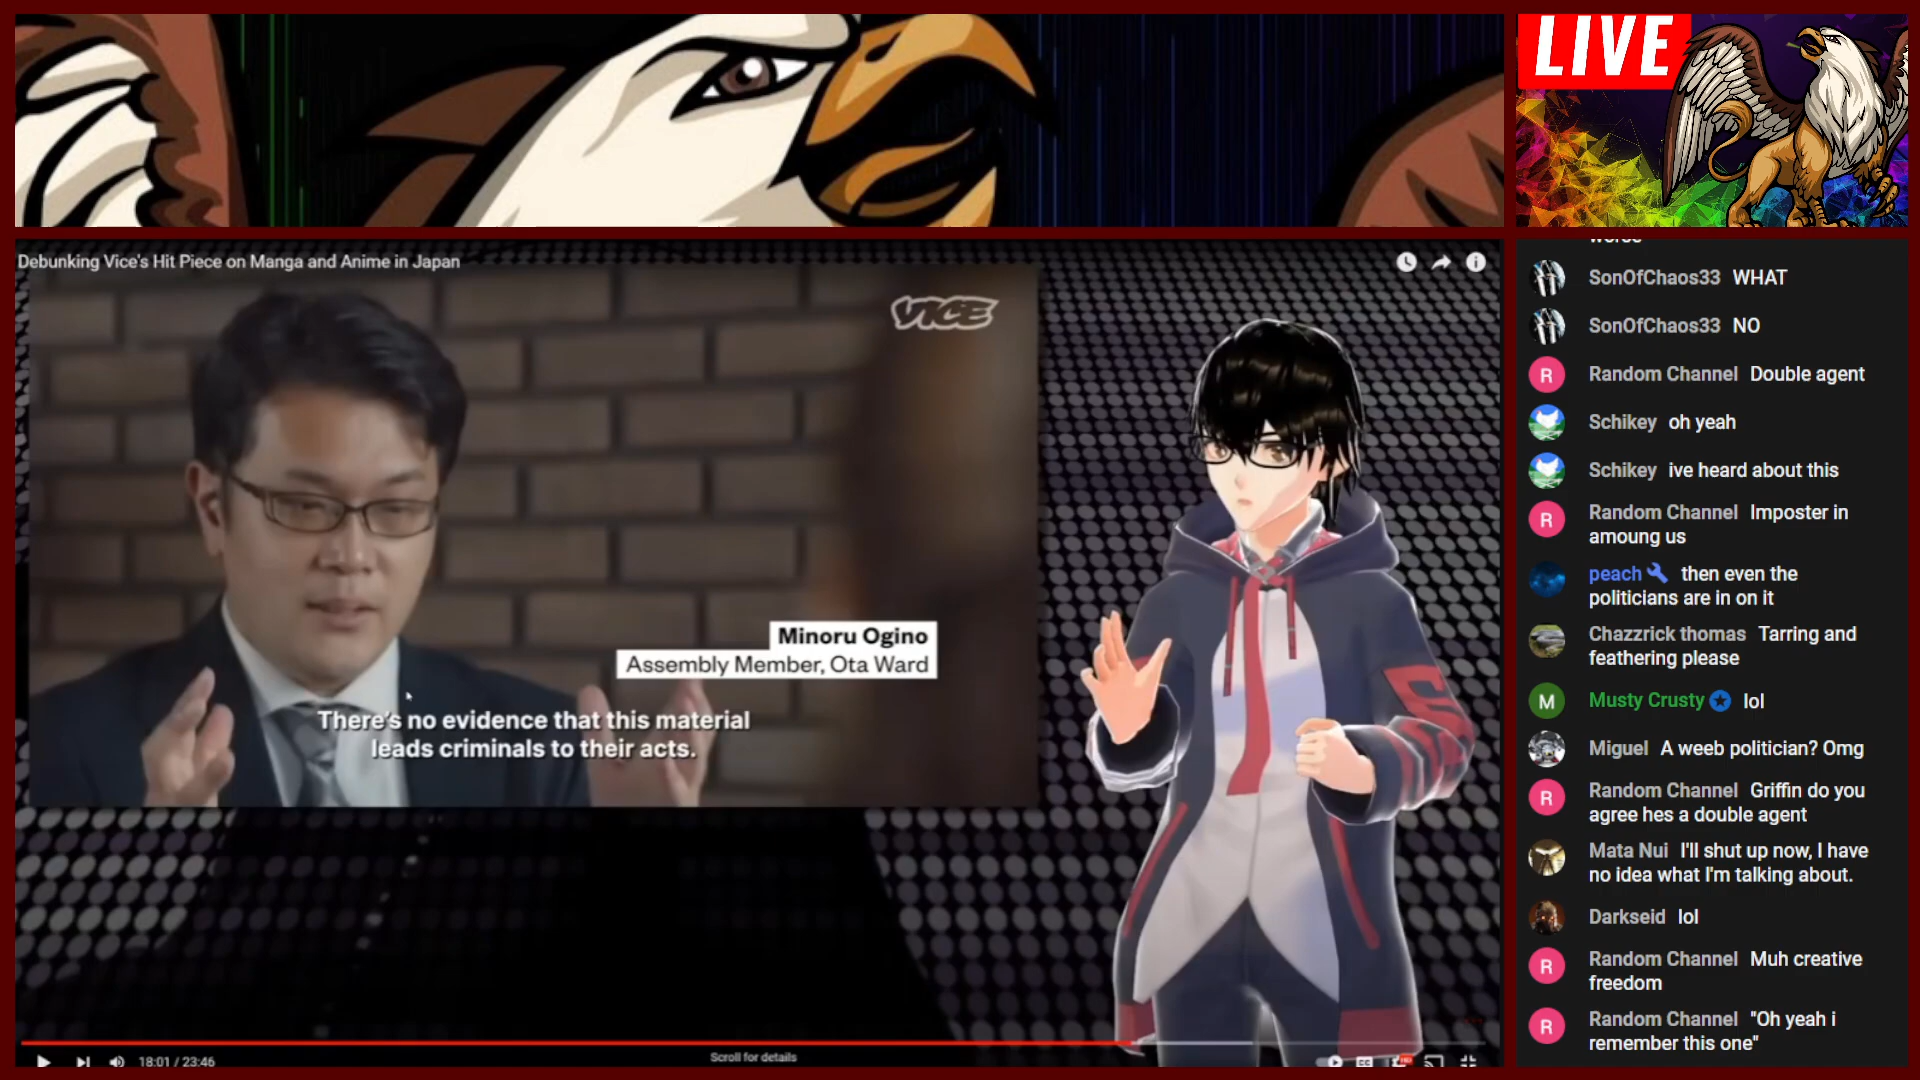 LIVE
Debunking Vice's Hit Piece on Manga and Anime in Japan
VICE
Minoru Ogino
Assembly Member, Ota Ward
There's no evidence that this material
leads criminals to their acts.
18:01 / 23:46
Scroll for details
CC
HD
SonOfChaos33 WHAT
SonOfChaos33 NO
R
Random Channel Double agent
Schikey oh yeah
Schikey ive heard about this
R
Random Channel Imposter in
amoung us
peach then even the
politicians are in on it
Chazzrick thomas Tarring and
feathering please
M
Musty Crusty lol
Miguel A weeb politician? Omg
R
Random Channel Griffin do you
agree hes a double agent
Mata Nui I'll shut up now, I have
no idea what I'm talking about.
Darkseid lol
R
Random Channel Muh creative
freedom
R
Random Channel "Oh yeah i
remember this one"